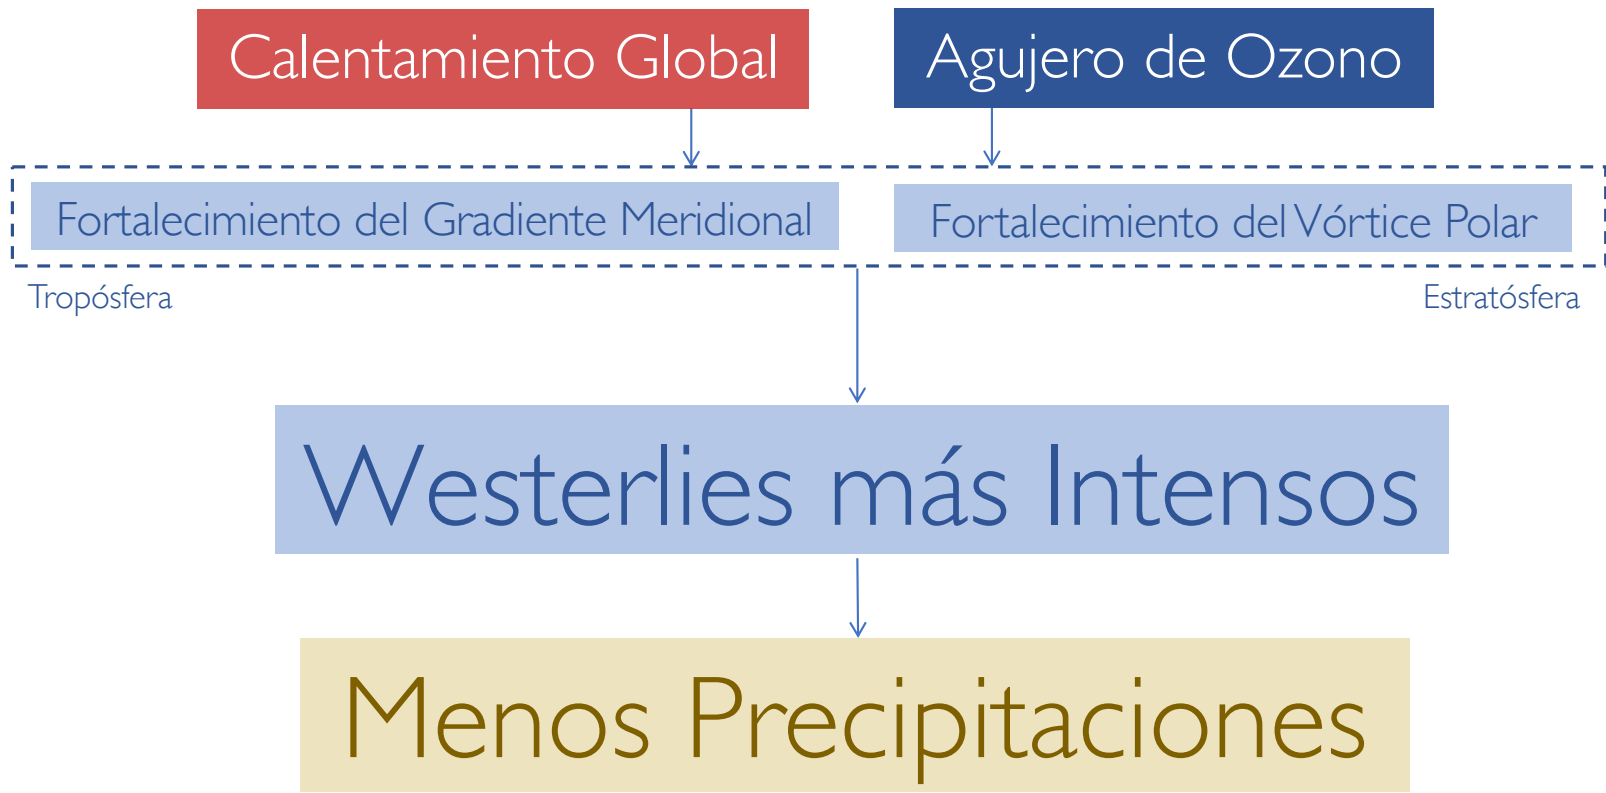 Calentamiento Global
Agujero de Ozono
Fortalecimiento del Gradiente Meridional
Fortalecimiento del Vórtice Polar
Tropósfera
Estratósfera
Westerlies más Intensos
Menos Precipitaciones